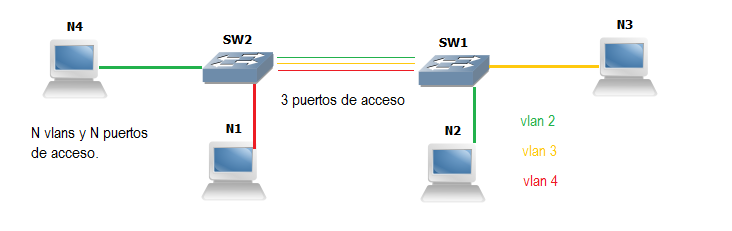 N4
SW2
SW1
N3
3 puertos de acceso
N vlans y N puertos
de acceso.
N1
N2
vlan 2
vlan 3
vlan 4